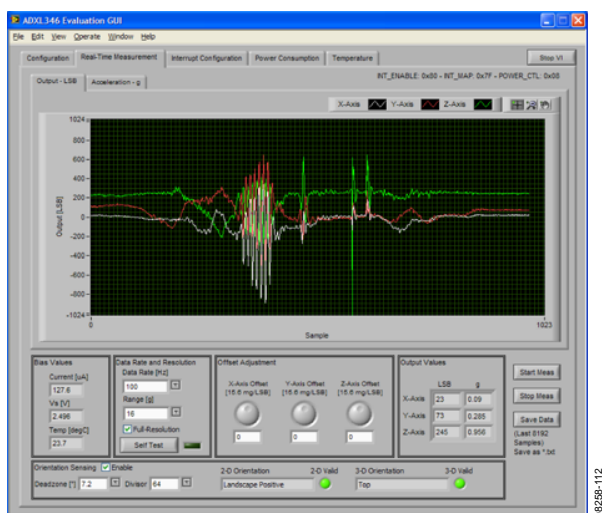 ADXL346 Evaluation GUI
File Edit View Operate Window Help
Configuration Real-Time Measurement Interrupt Configuration Power Consumption Temperature Stop VI
Output - LSB Acceleration - g
INT_ENABLE: 0x80 - INT_MAP: 0x7F - POWER_CTL: 0x08
X-Axis Y-Axis Z-Axis
1024
800
600
400
200
0
-200
-400
-600
-800
-1024
Output [LSB]
0 1023
Sample
Bias Values
Current [uA]
127.6
Vs [V]
2.496
Temp [degC]
23.7
Data Rate and Resolution
Data Rate [Hz]
100
Range [g]
16
Full-Resolution
Self Test
Offset Adjustment
X-Axis Offset [15.6 mg/LSB]
Y-Axis Offset [15.6 mg/LSB]
Z-Axis Offset [15.6 mg/LSB]
0 0 0
Output Values
LSB g
X-Axis 23 0.09
Y-Axis 73 0.285
Z-Axis 245 0.956
Start Meas
Stop Meas
Save Data
(Last 8192
Samples)
Save as *.txt
Orientation Sensing Enable
Deadzone [°] 7.2 Divisor 64
2-D Orientation 2-D Valid 3-D Orientation 3-D Valid
Landscape Positive Top
08258-112